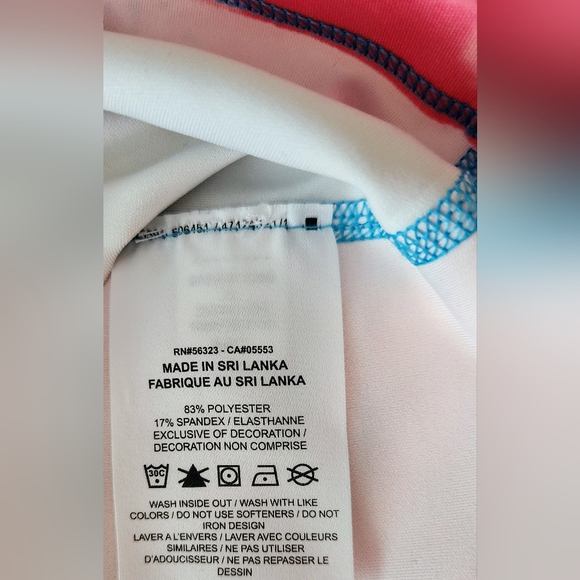 RN#56323 - CA#05553
MADE IN SRI LANKA
FABRIQUE AU SRI LANKA
83% POLYESTER
17% SPANDEX / ELASTHANNE
EXCLUSIVE OF DECORATION /
DECORATION NON COMPRISE
30C
WASH INSIDE OUT / WASH WITH LIKE
COLORS / DO NOT USE SOFTENERS / DO NOT
IRON DESIGN
LAVER A L'ENVERS / LAVER AVEC COULEURS
SIMILAIRES / NE PAS UTILISER
D'ADOUCISSEUR / NE PAS REPASSER LE
DESSIN